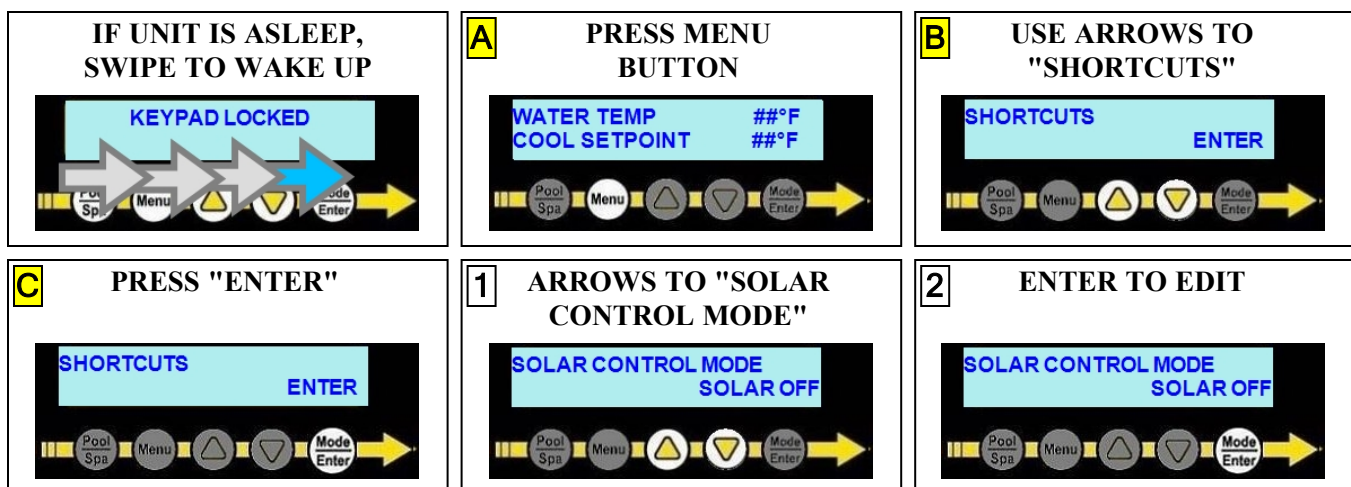 IF UNIT IS ASLEEP,
SWIPE TO WAKE UP
KEYPAD LOCKED
Menu
Enter
A
PRESS MENU
BUTTON
WATER TEMP ##°F
COOL SETPOINT ##°F
Pool
Spa
Menu
Mode
Enter
B
USE ARROWS TO
"SHORTCUTS"
SHORTCUTS
ENTER
Pool
Spa
Menu
Mode
Enter
C
PRESS "ENTER"
SHORTCUTS
ENTER
Pool
Spa
Menu
Mode
Enter
1
ARROWS TO "SOLAR
CONTROL MODE"
SOLAR CONTROL MODE
SOLAR OFF
Pool
Spa
Menu
Mode
Enter
2
ENTER TO EDIT
SOLAR CONTROL MODE
SOLAR OFF
Pool
Spa
Menu
Mode
Enter